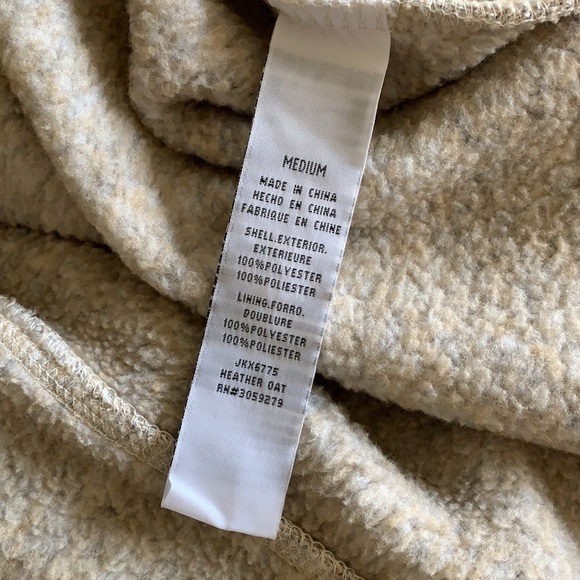 MEDIUM
MADE IN CHINA
HECHO EN CHINA
FABRIQUE EN CHINE
SHELL.EXTERIOR.
EXTERIEURE
100%POLYESTER
100%POLIESTER
LINING.FORRO.
DOUBLURE
100%POLYESTER
100%POLIESTER
JKX6775
HEATHER OAT
RN#3059279